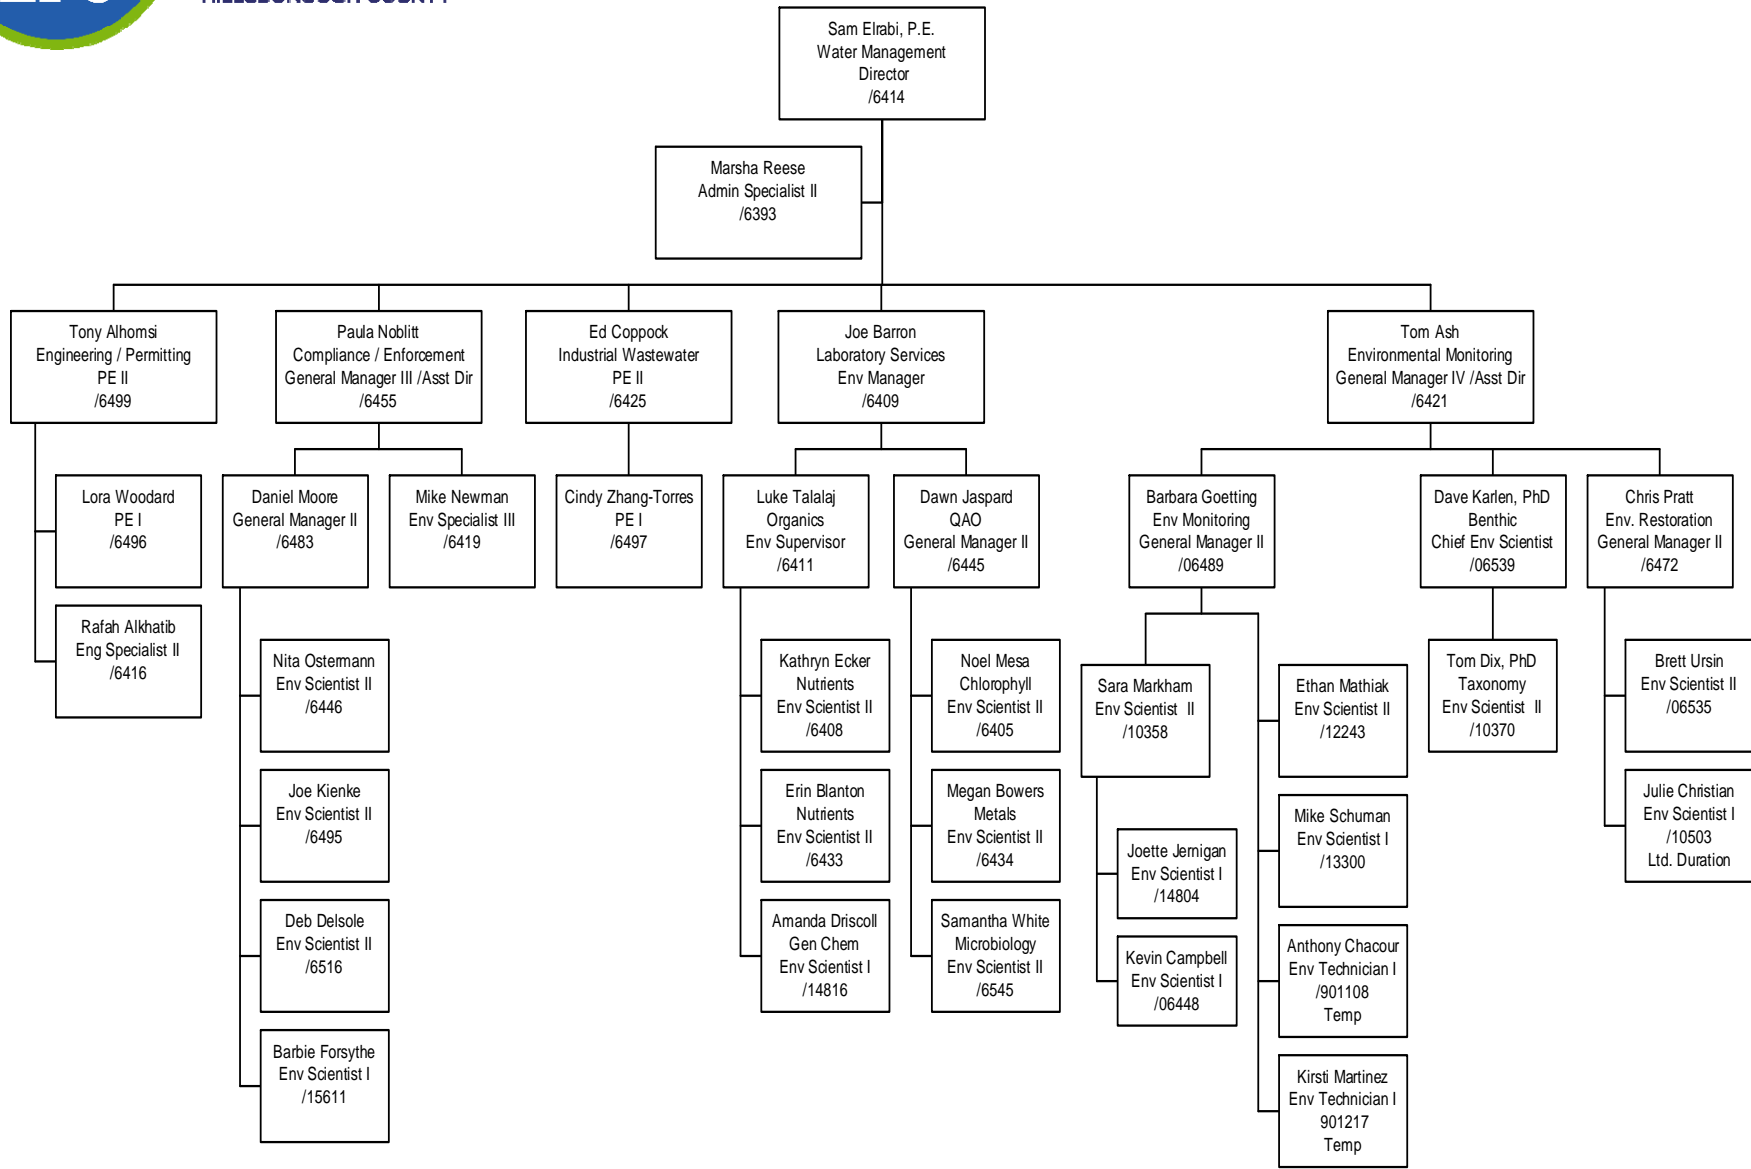 HILLSBOROUGH COUNTY
Sam Elrabi, P.E.
Water Management
Director
/6414
Marsha Reese
Admin Specialist II
/6393
Tony Alhomsi
Engineering / Permitting
PE II
/6499
Paula Noblitt
Compliance / Enforcement
General Manager III /Asst Dir
/6455
Ed Coppock
Industrial Wastewater
PE II
/6425
Joe Barron
Laboratory Services
Env Manager
/6409
Tom Ash
Environmental Monitoring
General Manager IV /Asst Dir
/6421
Lora Woodard
PE I
/6496
Rafah Alkhatib
Eng Specialist II
/6416
Daniel Moore
General Manager II
/6483
Mike Newman
Env Specialist III
/6419
Nita Ostermann
Env Scientist II
/6446
Joe Kienke
Env Scientist II
/6495
Deb Delsole
Env Scientist II
/6516
Barbie Forsythe
Env Scientist I
/15611
Cindy Zhang-Torres
PE I
/6497
Luke Talalaj
Organics
Env Supervisor
/6411
Dawn Jaspard
QAO
General Manager II
/6445
Kathryn Ecker
Nutrients
Env Scientist II
/6408
Erin Blanton
Nutrients
Env Scientist II
/6433
Amanda Driscoll
Gen Chem
Env Scientist I
/14816
Noel Mesa
Chlorophyll
Env Scientist II
/6405
Megan Bowers
Metals
Env Scientist II
/6434
Samantha White
Microbiology
Env Scientist II
/6545
Barbara Goetting
Env Monitoring
General Manager II
/06489
Dave Karlen, PhD
Benthic
Chief Env Scientist
/06539
Chris Pratt
Env. Restoration
General Manager II
/6472
Sara Markham
Env Scientist II
/10358
Joette Jernigan
Env Scientist I
/14804
Kevin Campbell
Env Scientist I
/06448
Ethan Mathiak
Env Scientist II
/12243
Mike Schuman
Env Scientist I
/13300
Anthony Chacour
Env Technician I
/901108
Temp
Kirsti Martinez
Env Technician I
901217
Temp
Tom Dix, PhD
Taxonomy
Env Scientist II
/10370
Brett Ursin
Env Scientist II
/06535
Julie Christian
Env Scientist I
/10503
Ltd. Duration